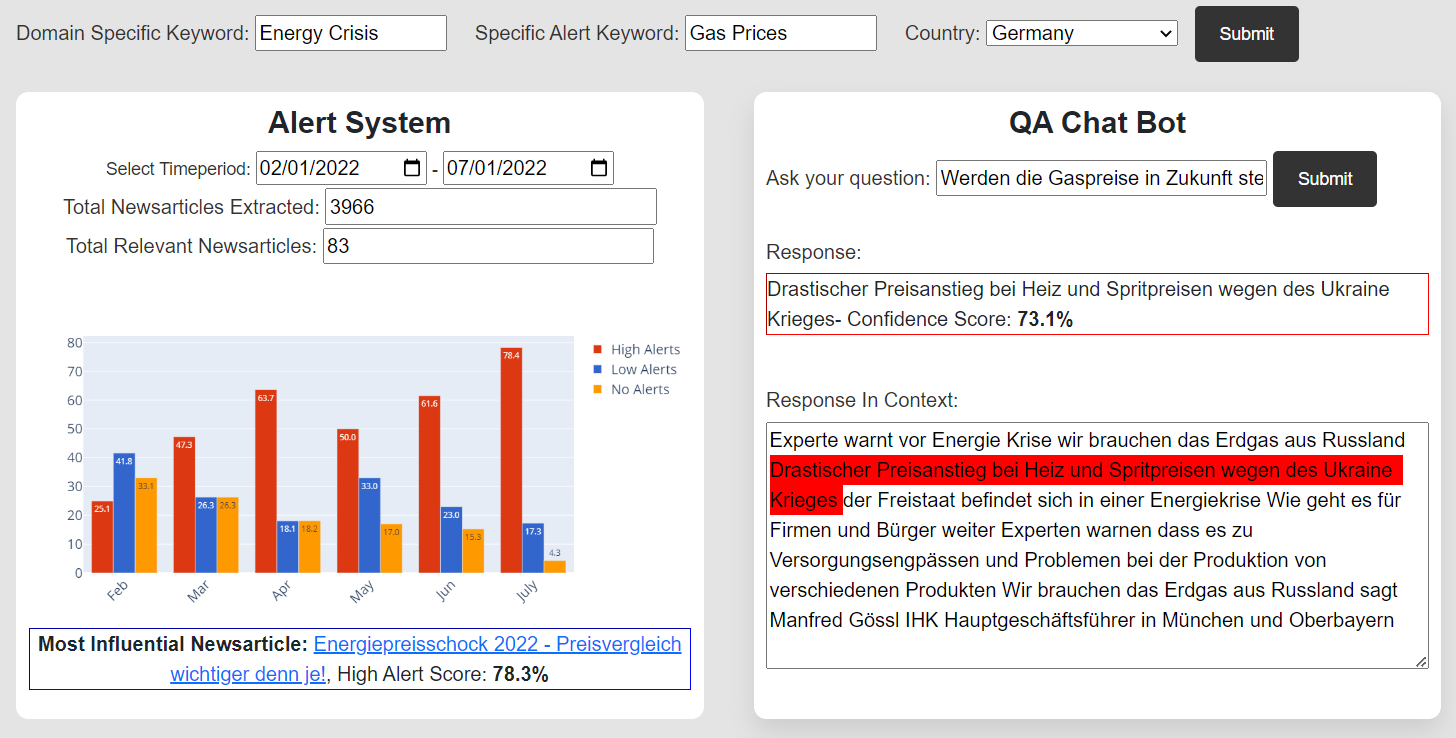 Domain Specific Keyword: Energy Crisis Specific Alert Keyword: Gas Prices Country: Germany Submit
Alert System
Select Timeperiod: 02/01/2022 - 07/01/2022
Total Newsarticles Extracted: 3966
Total Relevant Newsarticles: 83
80
70
60
50
40
30
20
10
0
25.1 41.8 33.1
47.3 26.3 26.3
63.7 18.1 18.2
50.0 33.0 17.0
61.6 23.0 15.3
78.4 17.3 4.3
Feb Mar Apr May Jun July
High Alerts
Low Alerts
No Alerts
Most Influential Newsarticle: Energiepreisschock 2022 - Preisvergleich
wichtiger denn je!, High Alert Score: 78.3%
QA Chat Bot
Ask your question: Werden die Gaspreise in Zukunft ste Submit
Response:
Drastischer Preisanstieg bei Heiz und Spritpreisen wegen des Ukraine
Krieges- Confidence Score: 73.1%
Response In Context:
Experte warnt vor Energie Krise wir brauchen das Erdgas aus Russland
Drastischer Preisanstieg bei Heiz und Spritpreisen wegen des Ukraine
Krieges der Freistaat befindet sich in einer Energiekrise Wie geht es für
Firmen und Bürger weiter Experten warnen dass es zu
Versorgungsengpässen und Problemen bei der Produktion von
verschiedenen Produkten Wir brauchen das Erdgas aus Russland sagt
Manfred Gössl IHK Hauptgeschäftsführer in München und Oberbayern